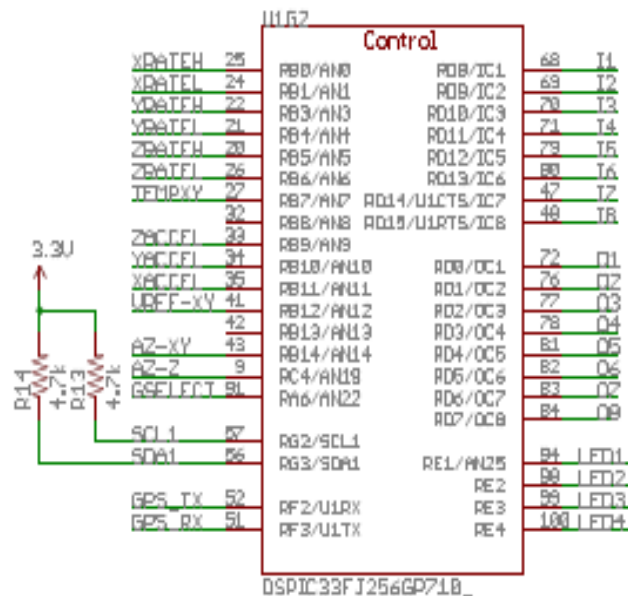 U1G2
Control
XRATEH 25 RB0/AN0 RD8/IC1 68 I1
XRATEL 24 RB1/AN1 RD9/IC2 69 I2
YRATEH 22 RB3/AN3 RD10/IC3 70 I3
YRATEL 21 RB4/AN4 RD11/IC4 71 I4
ZRATEH 20 RB5/AN5 RD12/IC5 79 I5
ZRATEL 26 RB6/AN6 RD13/IC6 80 I6
TEMPXY 27 RB7/AN7 RD14/U1CTS/IC7 47 I7
32 RB8/AN8 RD15/U1RTS/IC8 48 I8
ZACCEL 33 RB9/AN9
YACCEL 34 RB10/AN10 RD0/OC1 72 O1
XACCEL 35 RB11/AN11 RD1/OC2 76 O2
VREF-XY 41 RB12/AN12 RD2/OC3 77 O3
42 RB13/AN13 RD3/OC4 78 O4
AZ-XY 43 RB14/AN14 RD4/OC5 81 O5
AZ-Z 9 RC4/AN19 RD5/OC6 82 O6
GSELECT 91 RA6/AN22 RD6/OC7 83 O7
RD7/OC8 84 O8
3.3V
R14 4.7k
R13 4.7k
SCL1 57 RG2/SCL1
SDA1 56 RG3/SDA1 RE1/AN25 94 LED1
RE2 98 LED2
GPS_TX 52 RF2/U1RX RE3 99 LED3
GPS_RX 51 RF3/U1TX RE4 100 LED4
DSPIC33FJ256GP710_